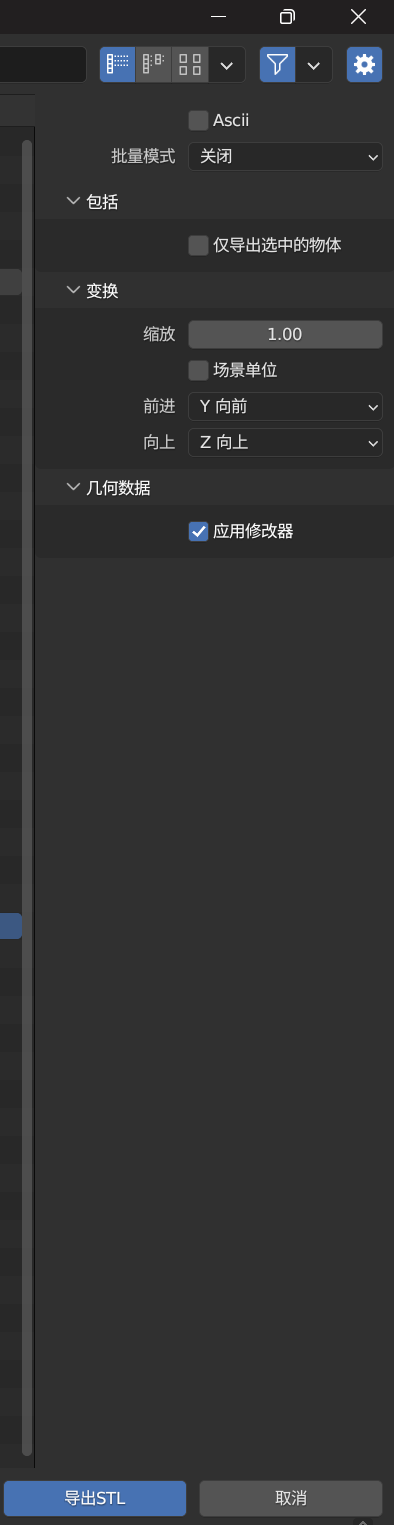 Ascii
批量模式 关闭
包括
仅导出选中的物体
变换
缩放 1.00
场景单位
前进 Y 向前
向上 Z 向上
几何数据
应用修改器
导出STL 取消